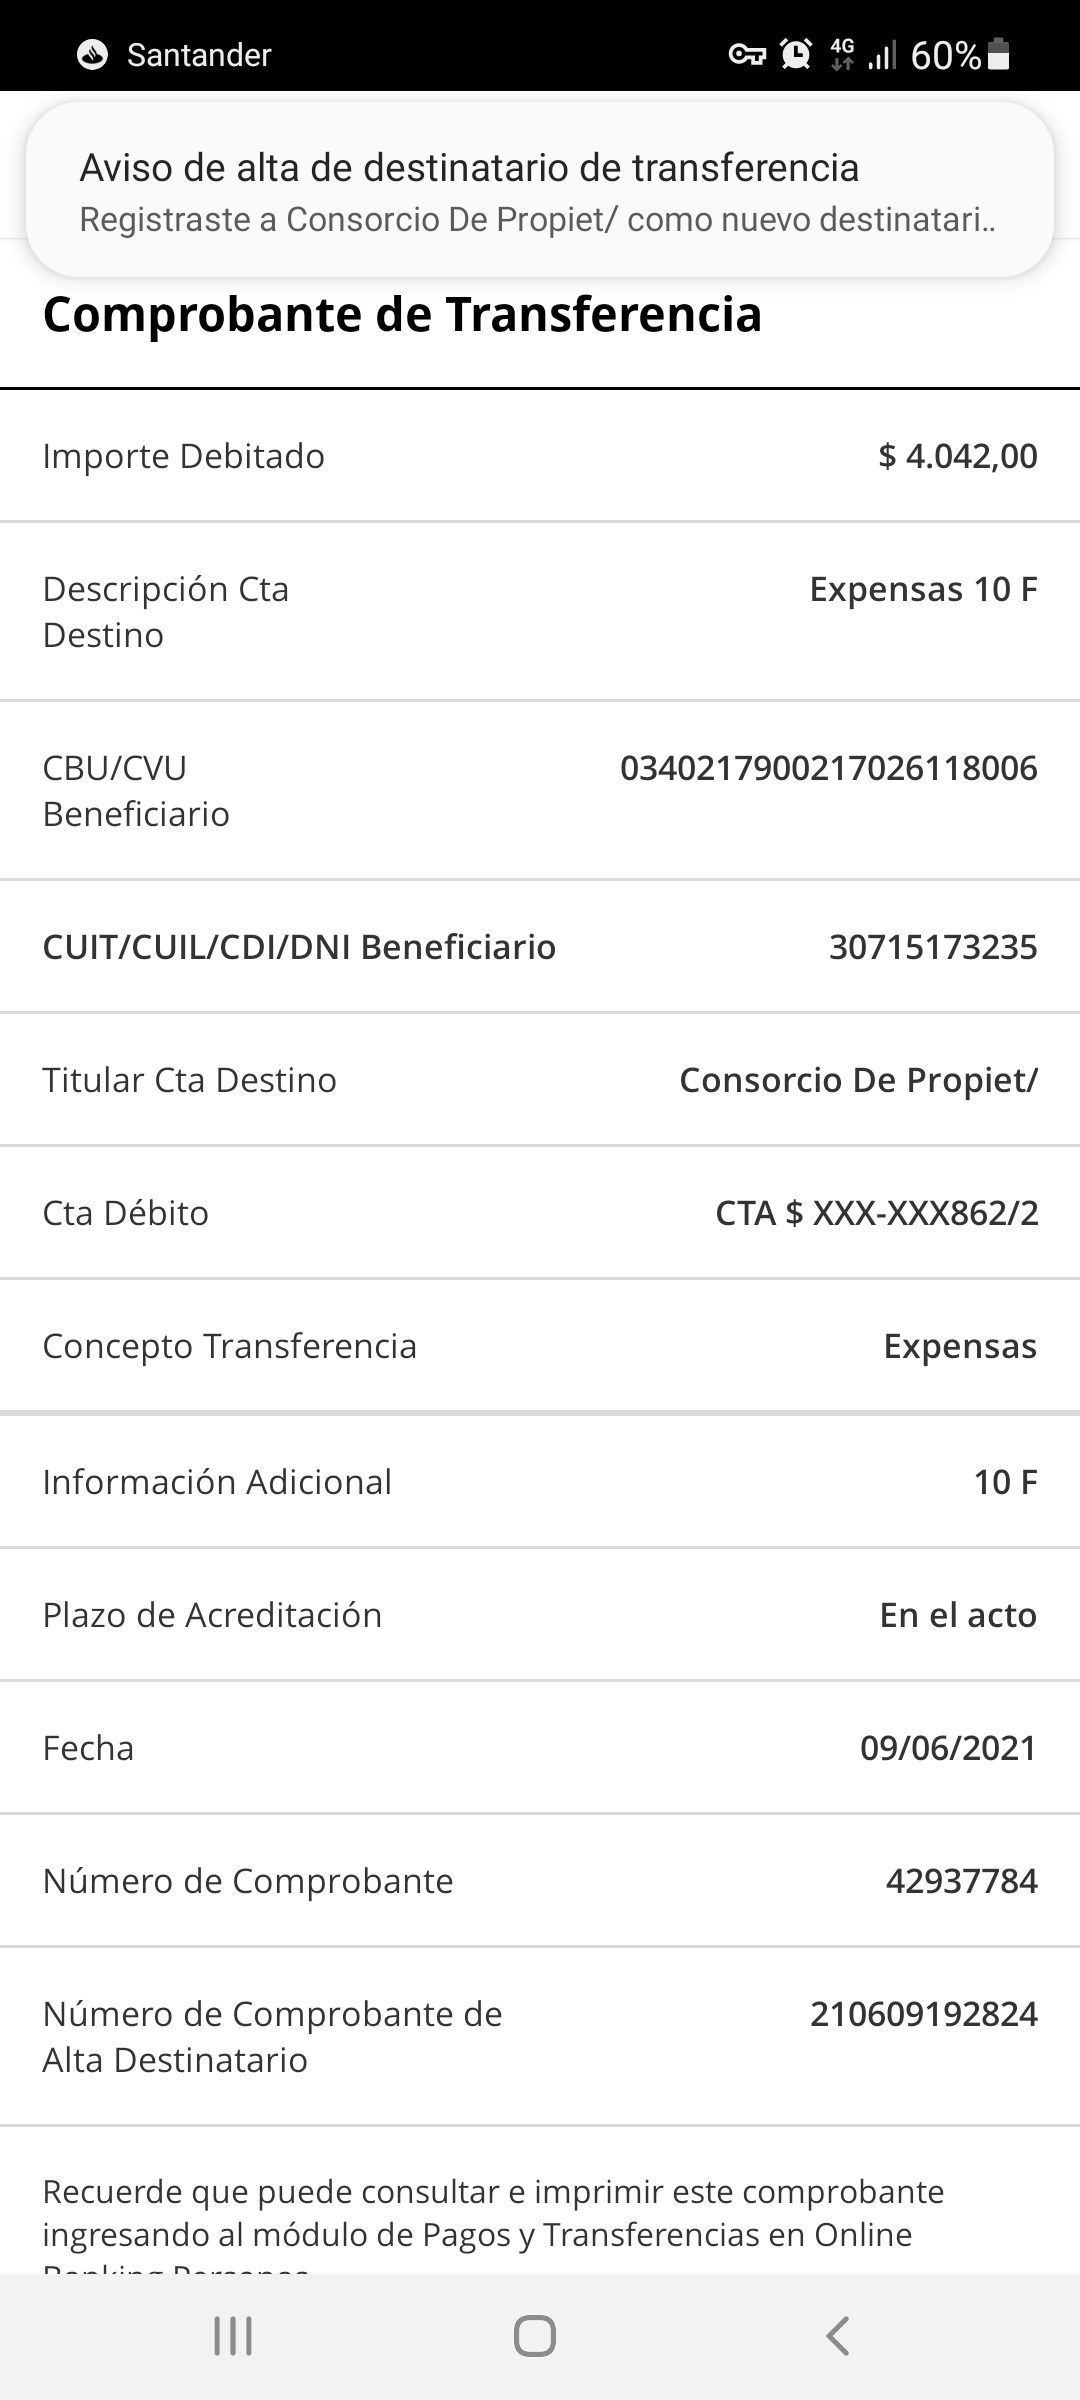 Santander
4G
60%
Aviso de alta de destinatario de transferencia
Registraste a Consorcio De Propiet/ como nuevo destinatari..
Comprobante de Transferencia
Importe Debitado $ 4.042,00
Descripción Cta Expensas 10 F
Destino
CBU/CVU 0340217900217026118006
Beneficiario
CUIT/CUIL/CDI/DNI Beneficiario 30715173235
Titular Cta Destino Consorcio De Propiet/
Cta Débito CTA $ XXX-XXX862/2
Concepto Transferencia Expensas
Información Adicional 10 F
Plazo de Acreditación En el acto
Fecha 09/06/2021
Número de Comprobante 42937784
Número de Comprobante de 210609192824
Alta Destinatario
Recuerde que puede consultar e imprimir este comprobante
ingresando al módulo de Pagos y Transferencias en Online
Banking Personas